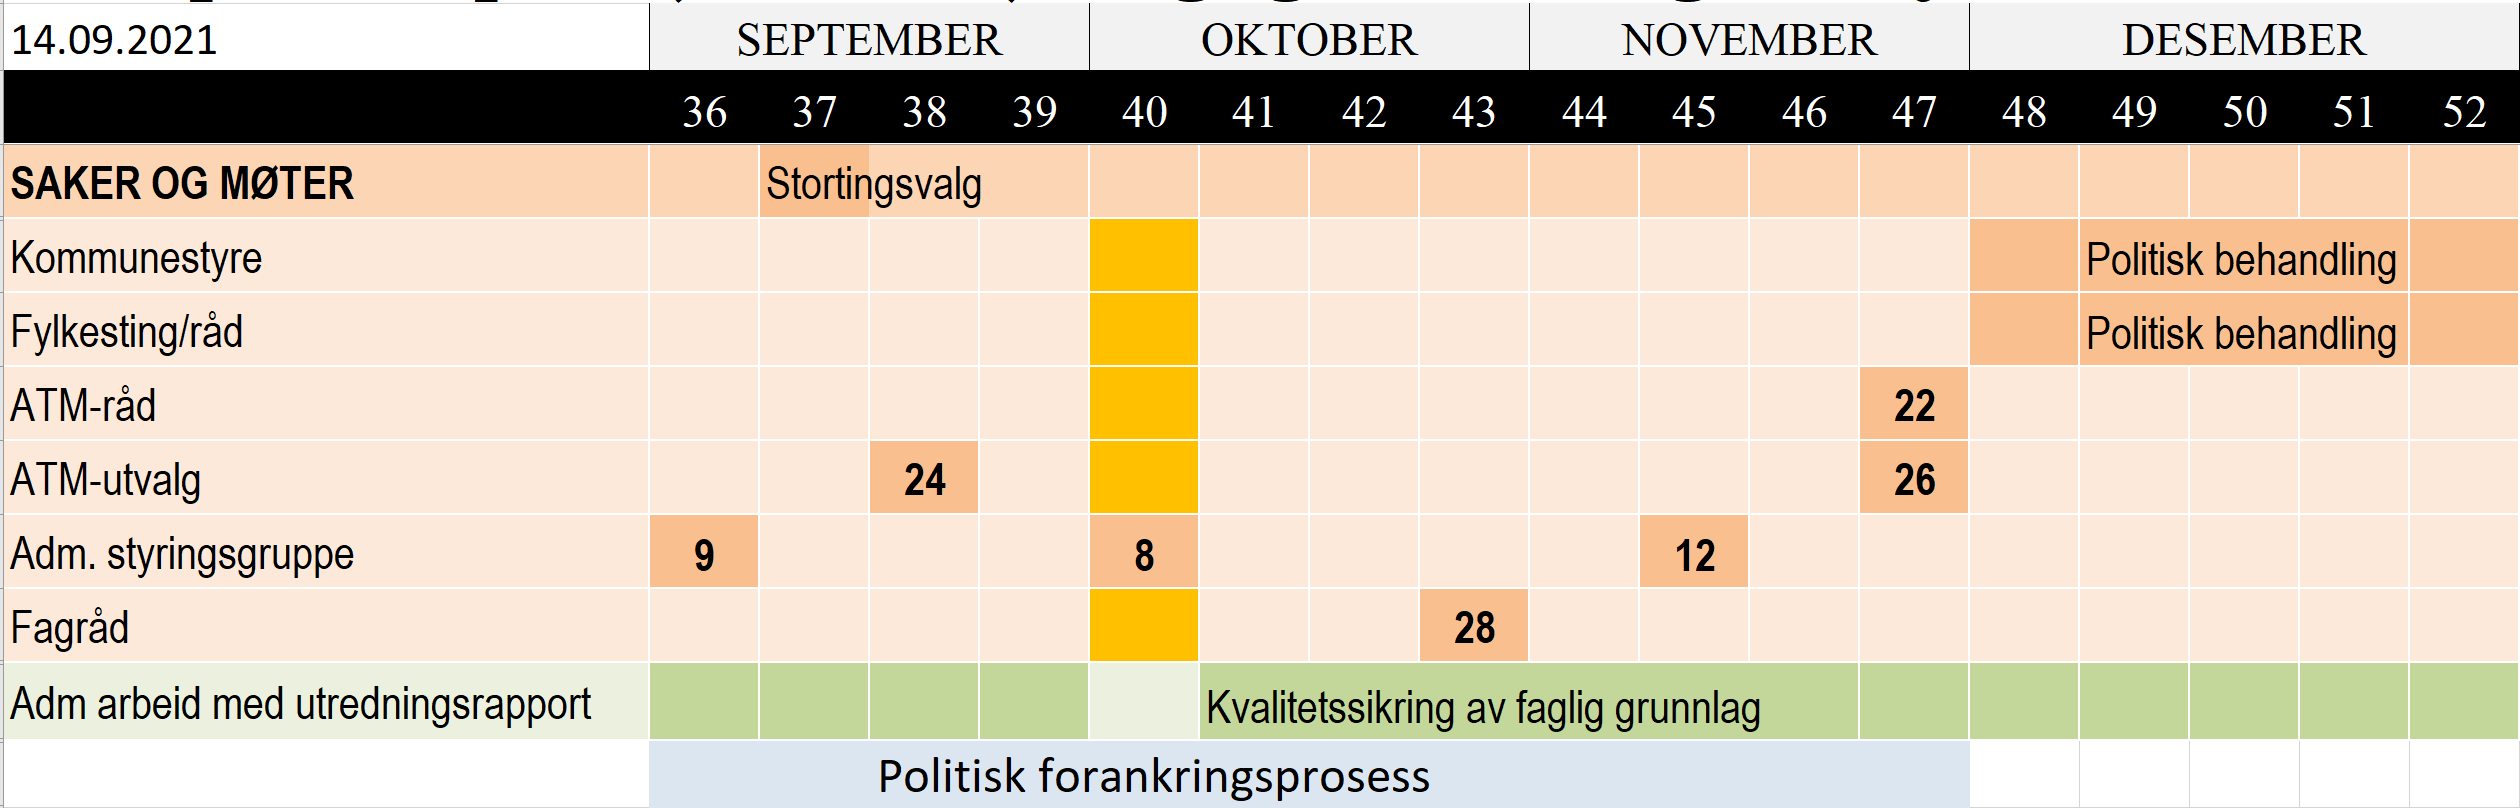 14.09.2021 SEPTEMBER OKTOBER NOVEMBER DESEMBER
36 37 38 39 40 41 42 43 44 45 46 47 48 49 50 51 52
SAKER OG MØTER Stortingsvalg
Kommunestyre Politisk behandling
Fylkesting/råd Politisk behandling
ATM-råd 22
ATM-utvalg 24 26
Adm. styringsgruppe 9 8 12
Fagråd 28
Adm arbeid med utredningsrapport Kvalitetssikring av faglig grunnlag
Politisk forankringsprosess